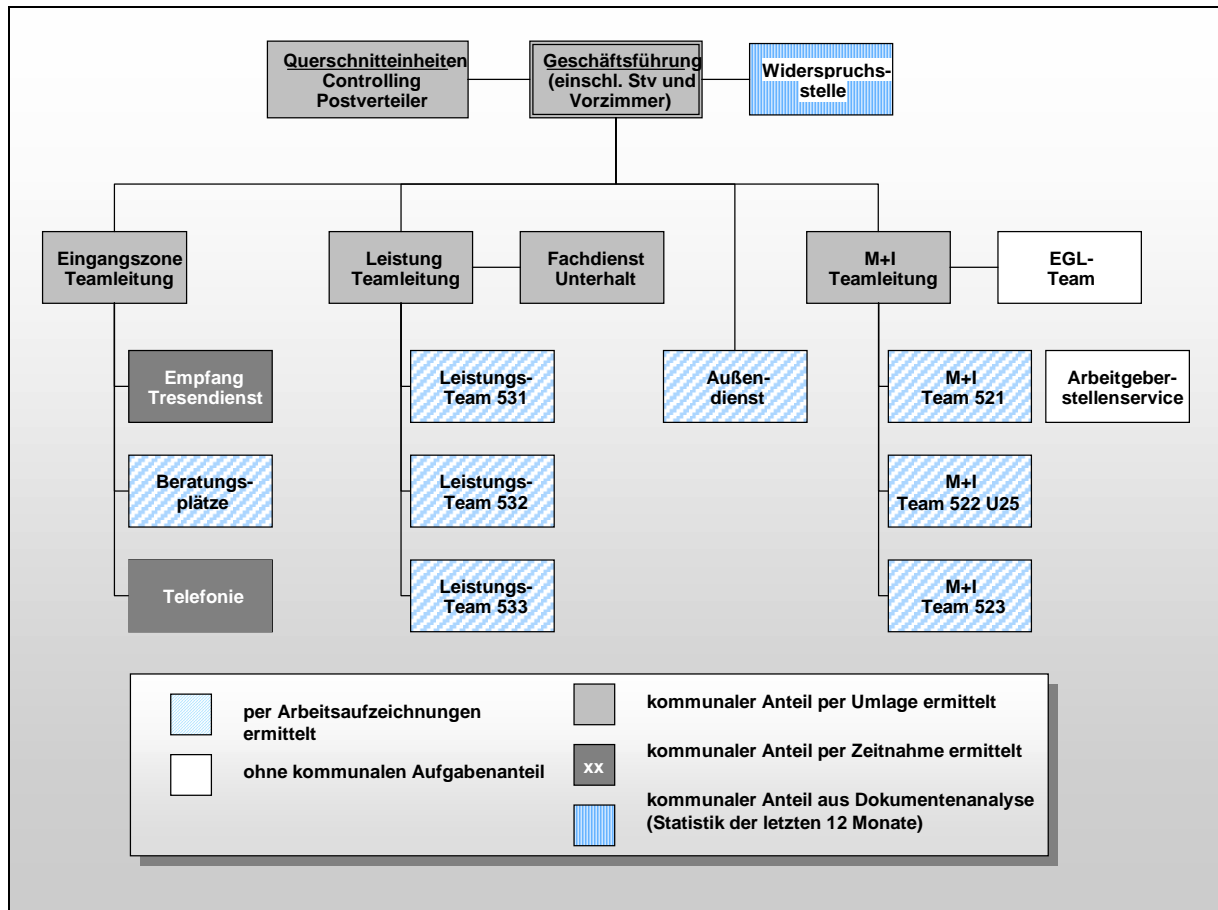 Querschnitteinheiten
Controlling
Postverteiler
Geschäftsführung
(einschl. Stv und
Vorzimmer)
Widerspruchs-
stelle
Eingangszone
Teamleitung
Leistung
Teamleitung
Fachdienst
Unterhalt
M+I
Teamleitung
EGL-
Team
Empfang
Tresendienst
Leistungs-
Team 531
Außen-
dienst
M+I
Team 521
Arbeitgeber-
stellenservice
Beratungs-
plätze
Leistungs-
Team 532
M+I
Team 522 U25
Telefonie
Leistungs-
Team 533
M+I
Team 523
per Arbeitsaufzeichnungen
ermittelt
ohne kommunalen Aufgabenanteil
kommunaler Anteil per Umlage ermittelt
xx
kommunaler Anteil per Zeitnahme ermittelt
kommunaler Anteil aus Dokumentenanalyse
(Statistik der letzten 12 Monate)